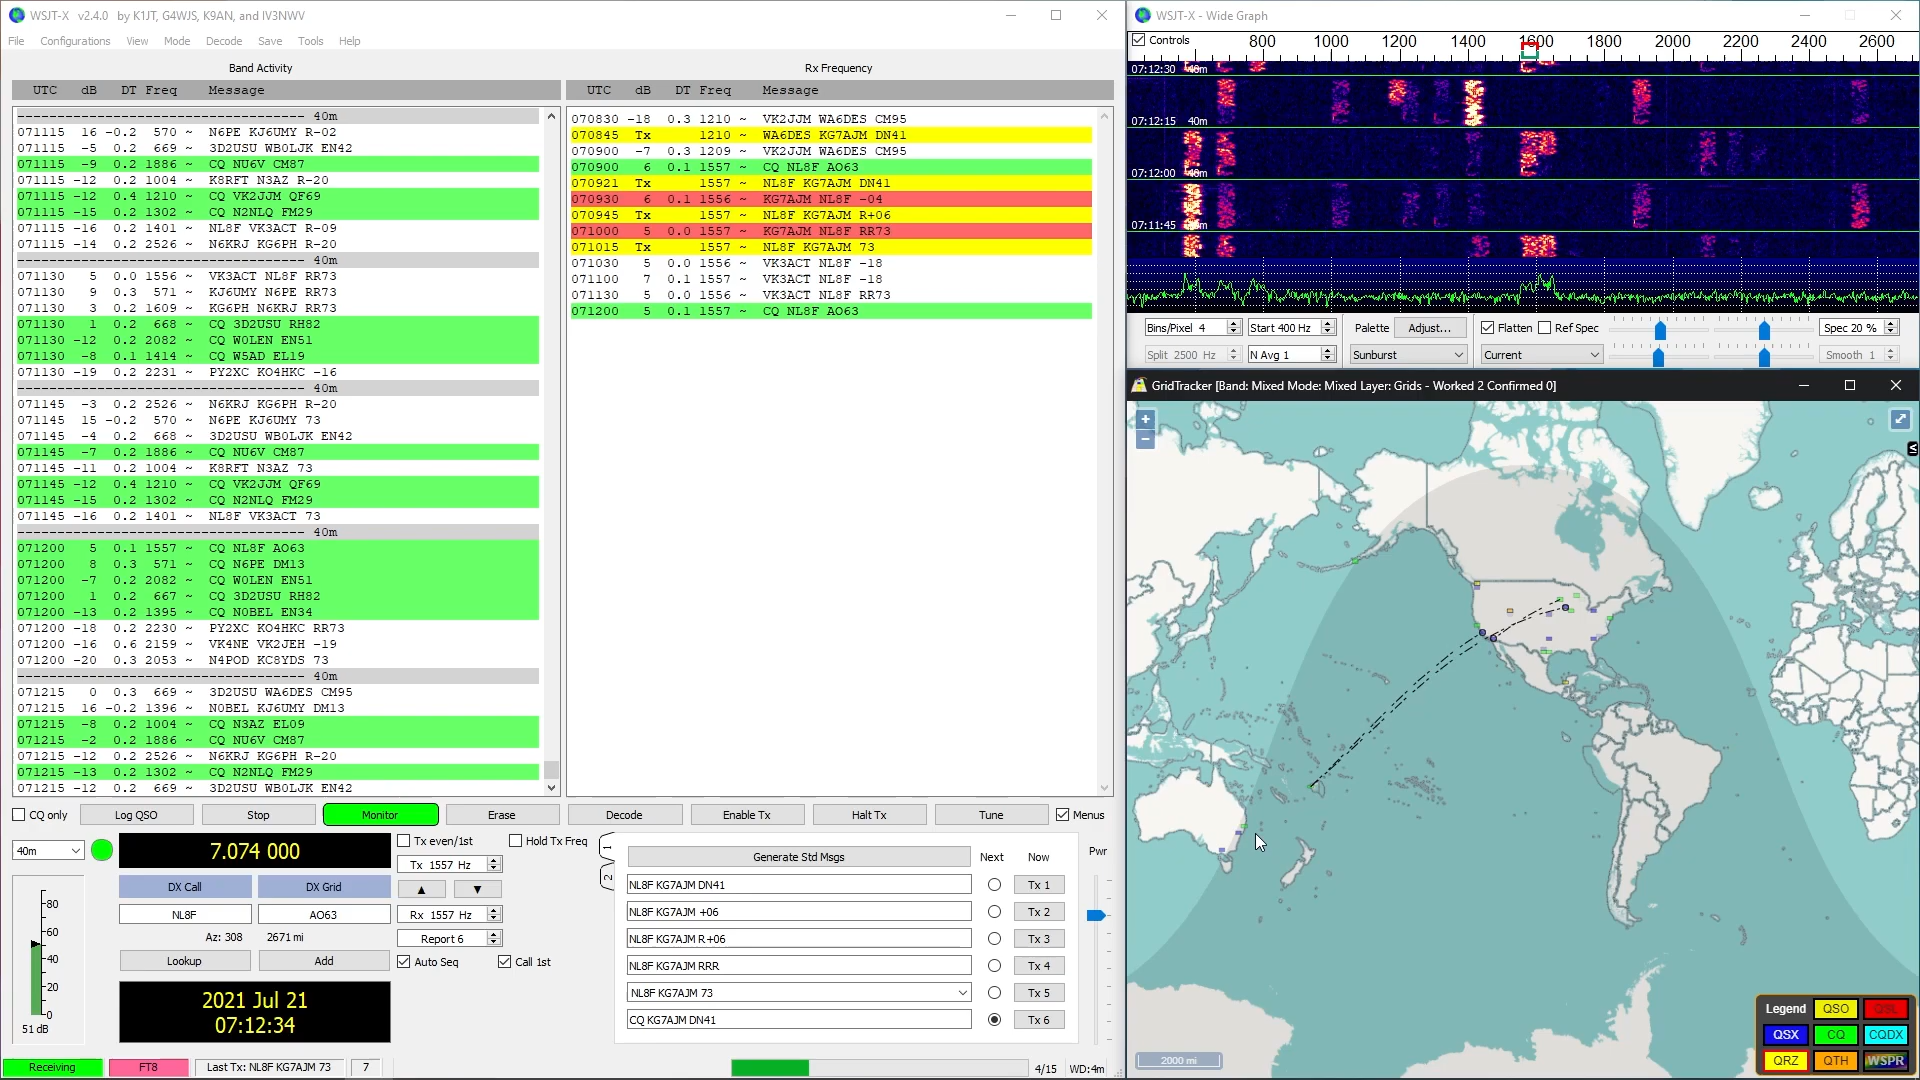 WSJT-X   v2.4.0   by K1JT, G4WJS, K9AN, and IV3NWV
File Configurations View Mode Decode Save Tools Help
Band Activity
UTC dB DT Freq Message
------------------------------------ 40m
071115 16 -0.2 570 ~ N6PE KJ6UMY R-02
071115 -5 0.2 669 ~ 3D2USU WB0LJK EN42
071115 -9 0.2 1886 ~ CQ NU6V CM87
071115 -12 0.2 1004 ~ K8RFT N3AZ R-20
071115 -12 0.4 1210 ~ CQ VK2JJM QF69
071115 -15 0.2 1302 ~ CQ N2NLQ FM29
071115 -16 0.2 1401 ~ NL8F VK3ACT R-09
071115 -14 0.2 2526 ~ N6KRJ KG6PH R-20
------------------------------------ 40m
071130 5 0.0 1556 ~ VK3ACT NL8F RR73
071130 9 0.3 571 ~ KJ6UMY N6PE RR73
071130 3 0.2 1609 ~ KG6PH N6KRJ RR73
071130 1 0.2 668 ~ CQ 3D2USU RH82
071130 -12 0.2 2082 ~ CQ W0LEN EN51
071130 -8 0.1 1414 ~ CQ W5AD EL19
071130 -19 0.2 2231 ~ PY2XC KO4HKC -16
------------------------------------ 40m
071145 -3 0.2 2526 ~ N6KRJ KG6PH R-20
071145 15 -0.2 570 ~ N6PE KJ6UMY 73
071145 -4 0.2 668 ~ 3D2USU WB0LJK EN42
071145 -7 0.2 1886 ~ CQ NU6V CM87
071145 -11 0.2 1004 ~ K8RFT N3AZ 73
071145 -12 0.4 1210 ~ CQ VK2JJM QF69
071145 -15 0.2 1302 ~ CQ N2NLQ FM29
071145 -16 0.2 1401 ~ NL8F VK3ACT 73
------------------------------------ 40m
071200 5 0.1 1557 ~ CQ NL8F AO63
071200 8 0.3 571 ~ CQ N6PE DM13
071200 -7 0.2 2082 ~ CQ W0LEN EN51
071200 1 0.2 667 ~ CQ 3D2USU RH82
071200 -13 0.2 1395 ~ CQ N0BEL EN34
071200 -18 0.2 2230 ~ PY2XC KO4HKC RR73
071200 -16 0.6 2159 ~ VK4NE VK2JEH -19
071200 -20 0.3 2053 ~ N4POD KC8YDS 73
------------------------------------ 40m
071215 0 0.3 669 ~ 3D2USU WA6DES CM95
071215 16 -0.2 1396 ~ N0BEL KJ6UMY DM13
071215 -8 0.2 1004 ~ CQ N3AZ EL09
071215 -2 0.2 1886 ~ CQ NU6V CM87
071215 -12 0.2 2526 ~ N6KRJ KG6PH R-20
071215 -13 0.2 1302 ~ CQ N2NLQ FM29
071215 -12 0.2 669 ~ 3D2USU WB0LJK EN42
Rx Frequency
UTC dB DT Freq Message
070830 -18 0.3 1210 ~ VK2JJM WA6DES CM95
070845 Tx 1210 ~ WA6DES KG7AJM DN41
070900 -7 0.3 1209 ~ VK2JJM WA6DES CM95
070900 6 0.1 1557 ~ CQ NL8F AO63
070921 Tx 1557 ~ NL8F KG7AJM DN41
070930 6 0.1 1556 ~ KG7AJM NL8F -04
070945 Tx 1557 ~ NL8F KG7AJM R+06
071000 5 0.0 1557 ~ KG7AJM NL8F RR73
071015 Tx 1557 ~ NL8F KG7AJM 73
071030 5 0.0 1556 ~ VK3ACT NL8F -18
071100 7 0.1 1557 ~ VK3ACT NL8F -18
071130 5 0.0 1556 ~ VK3ACT NL8F RR73
071200 5 0.1 1557 ~ CQ NL8F AO63
CQ only Log QSO Stop Monitor Erase Decode Enable Tx Halt Tx Tune Menus
40m 7.074 000
Tx even/1st Hold Tx Freq
Tx 1557 Hz
DX Call DX Grid
▲ ▼
NL8F AO63
Rx 1557 Hz
Az: 308 2671 mi
Report 6
Lookup Add
Auto Seq Call 1st
2021 Jul 21
07:12:34
80
60
40
20
0
51 dB
1
2
Generate Std Msgs Next Now Pwr
NL8F KG7AJM DN41 Tx 1
NL8F KG7AJM +06 Tx 2
NL8F KG7AJM R+06 Tx 3
NL8F KG7AJM RRR Tx 4
NL8F KG7AJM 73 Tx 5
CQ KG7AJM DN41 Tx 6
Receiving FT8 Last Tx: NL8F KG7AJM 73 7 4/15 WD:4m
WSJT-X - Wide Graph
Controls 800 1000 1200 1400 1600 1800 2000 2200 2400 2600
07:12:30 40m
07:12:15 40m
07:12:00 40m
07:11:45 40m
Bins/Pixel 4 Start 400 Hz Palette Adjust... Flatten Ref Spec Spec 20 %
Split 2500 Hz N Avg 1 Sunburst Current Smooth 1
GridTracker [Band: Mixed Mode: Mixed Layer: Grids - Worked 2 Confirmed 0]
+
−
2000 mi
Legend QSO QSL
QSX CQ CQDX
QRZ QTH WSPR